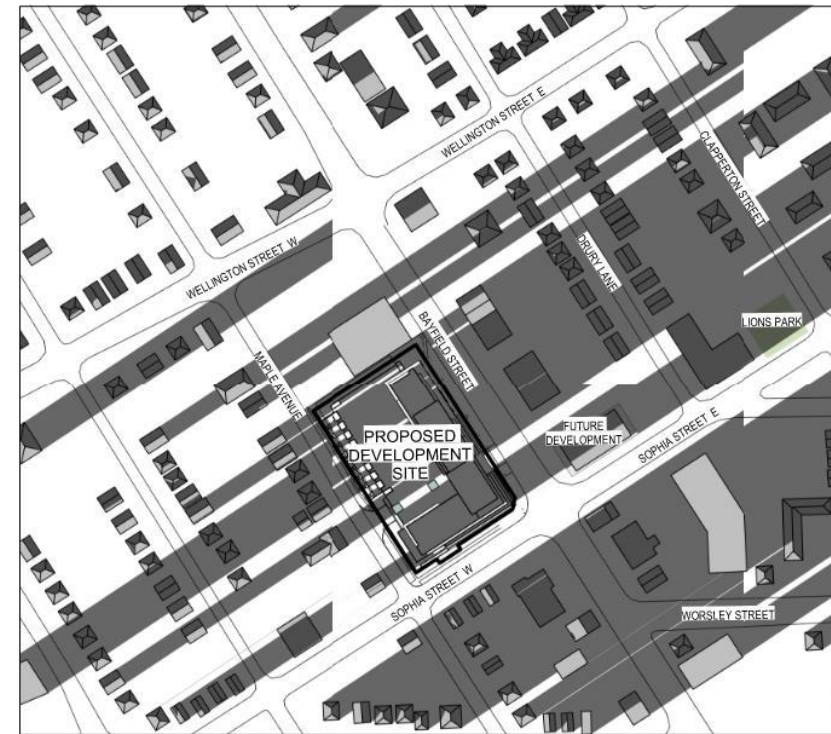 WELLINGTON STREET E
CLAPPERTON STREET
WELLINGTON STREET W
DRURY LANE
LIONS PARK
BAYFIELD STREET
MAPLE AVENUE
PROPOSED
DEVELOPMENT
SITE
FUTURE
DEVELOPMENT
SOPHIA STREET E
SOPHIA STREET W
WORSLEY STREET